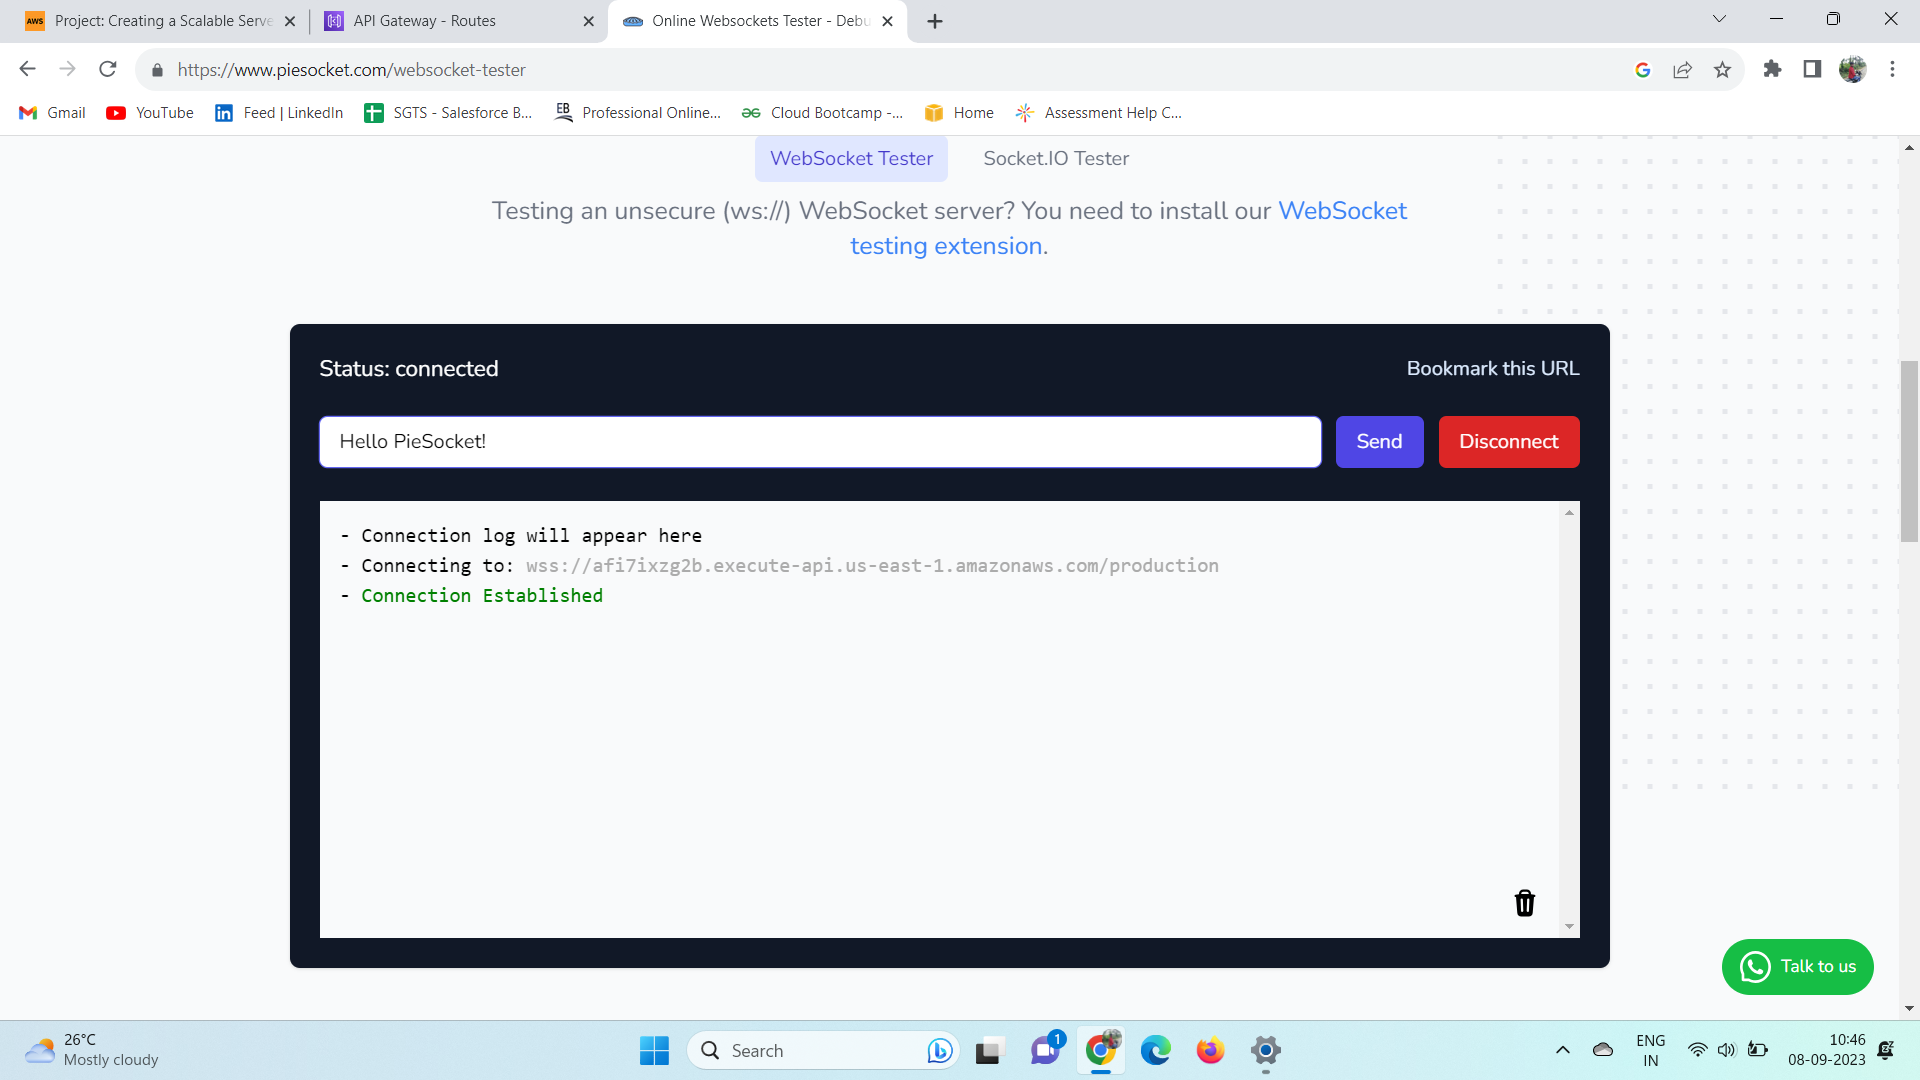 aws Project: Creating a Scalable Serve
API Gateway - Routes
Online Websockets Tester - Debu
https://www.piesocket.com/websocket-tester
Gmail
YouTube
Feed | LinkedIn
SGTS - Salesforce B...
EB Professional Online...
Cloud Bootcamp -...
Home
Assessment Help C...
WebSocket Tester
Socket.IO Tester
Testing an unsecure (ws://) WebSocket server? You need to install our WebSocket
testing extension.
Status: connected
Bookmark this URL
Hello PieSocket!
Send
Disconnect
- Connection log will appear here
- Connecting to: wss://afi7ixzg2b.execute-api.us-east-1.amazonaws.com/production
- Connection Established
Talk to us
26°C
Mostly cloudy
Search
1
ENG
IN
10:46
08-09-2023